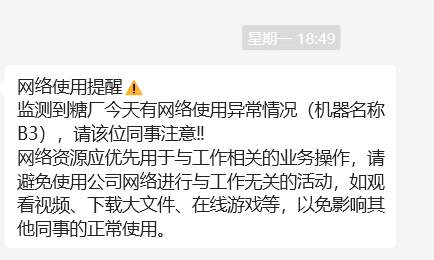 星期一 18:49
网络使用提醒⚠️
监测到糖厂今天有网络使用异常情况（机器名称
B3），请该位同事注意!!
网络资源应优先用于与工作相关的业务操作，请
避免使用公司网络进行与工作无关的活动，如观
看视频、下载大文件、在线游戏等，以免影响其
他同事的正常使用。